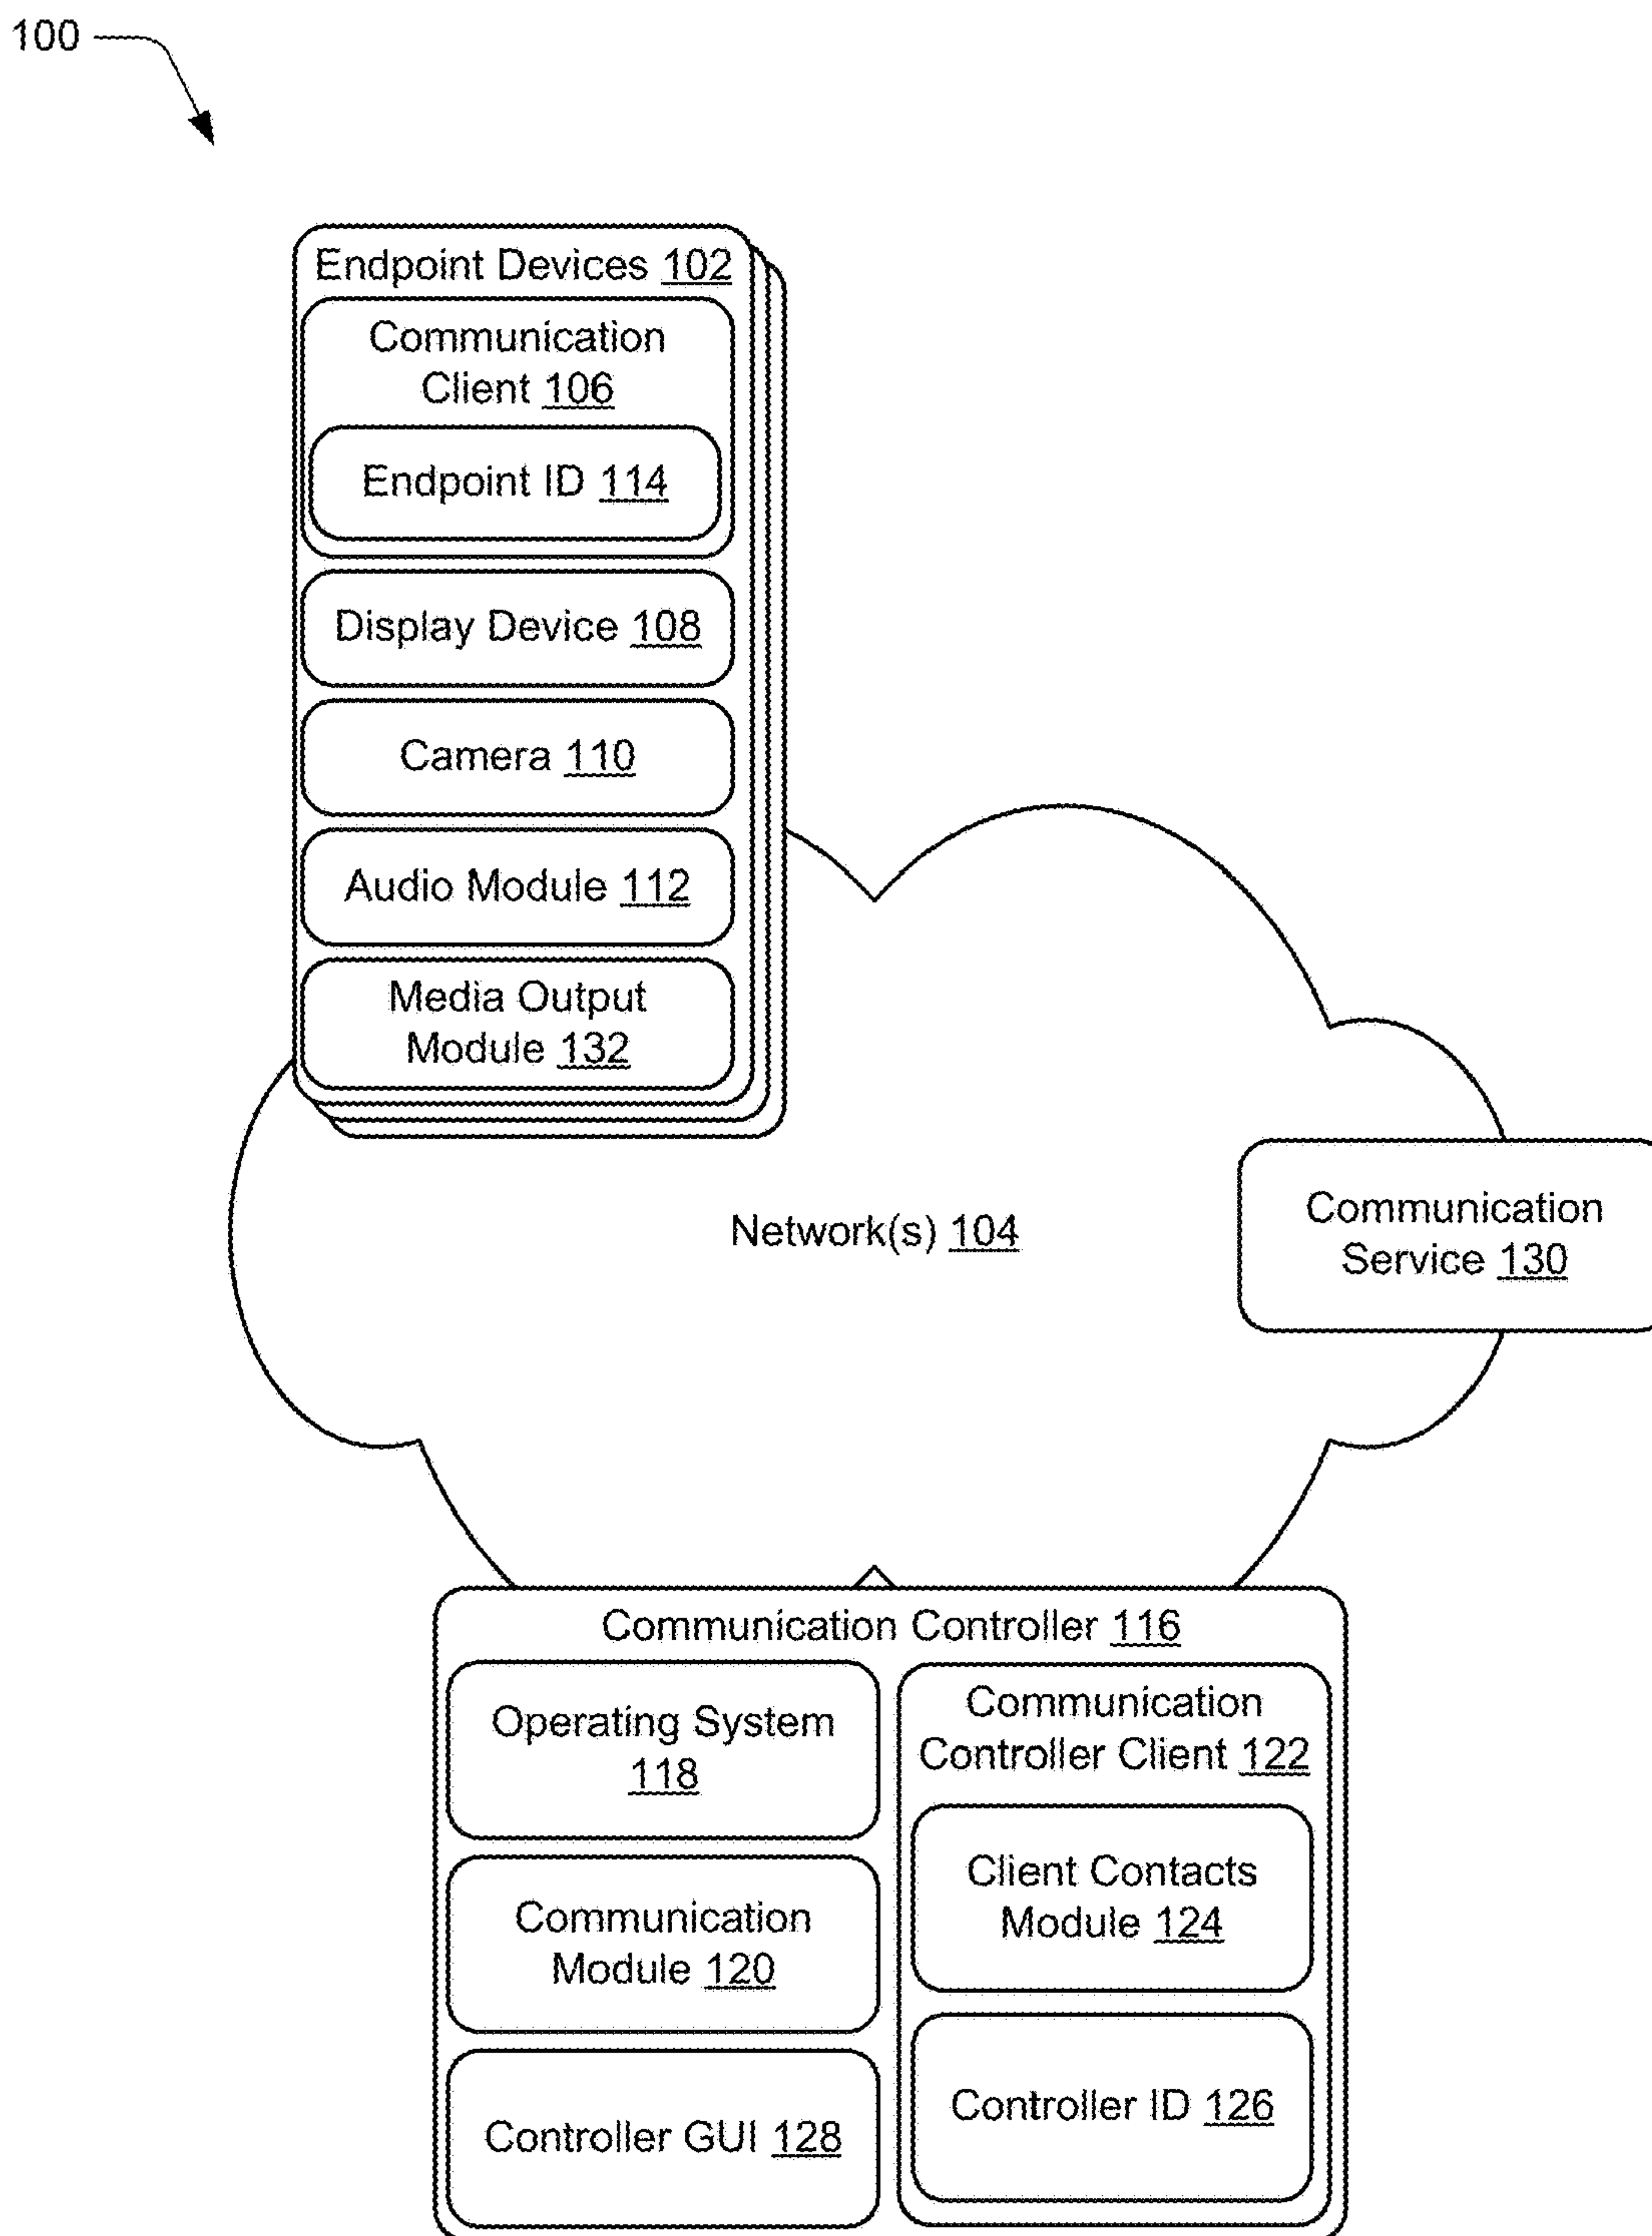 100
Endpoint Devices 102
Communication
Client 106
Endpoint ID 114
Display Device 108
Camera 110
Audio Module 112
Media Output
Module 132
Network(s) 104
Communication
Service 130
Communication Controller 116
Operating System
118
Communication
Module 120
Controller GUI 128
Communication
Controller Client 122
Client Contacts
Module 124
Controller ID 126